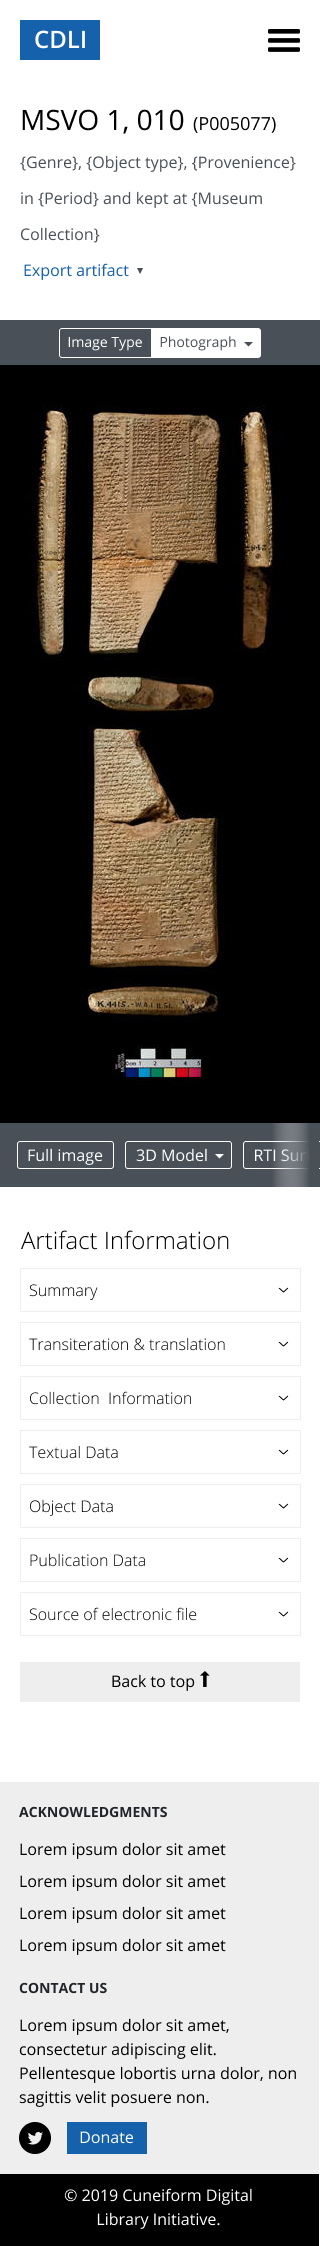 CDLI
MSVO 1, 010 (P005077)
{Genre}, {Object type}, {Provenience}
in {Period} and kept at {Museum
Collection}
Export artifact ▾
Image Type Photograph
K.4415.
Full image 3D Model RTI Sur
Artifact Information
Summary
Transiteration & translation
Collection Information
Textual Data
Object Data
Publication Data
Source of electronic file
Back to top
ACKNOWLEDGMENTS
Lorem ipsum dolor sit amet
Lorem ipsum dolor sit amet
Lorem ipsum dolor sit amet
Lorem ipsum dolor sit amet
CONTACT US
Lorem ipsum dolor sit amet,
consectetur adipiscing elit.
Pellentesque lobortis urna dolor, non
sagittis velit posuere non.
Donate
© 2019 Cuneiform Digital
Library Initiative.